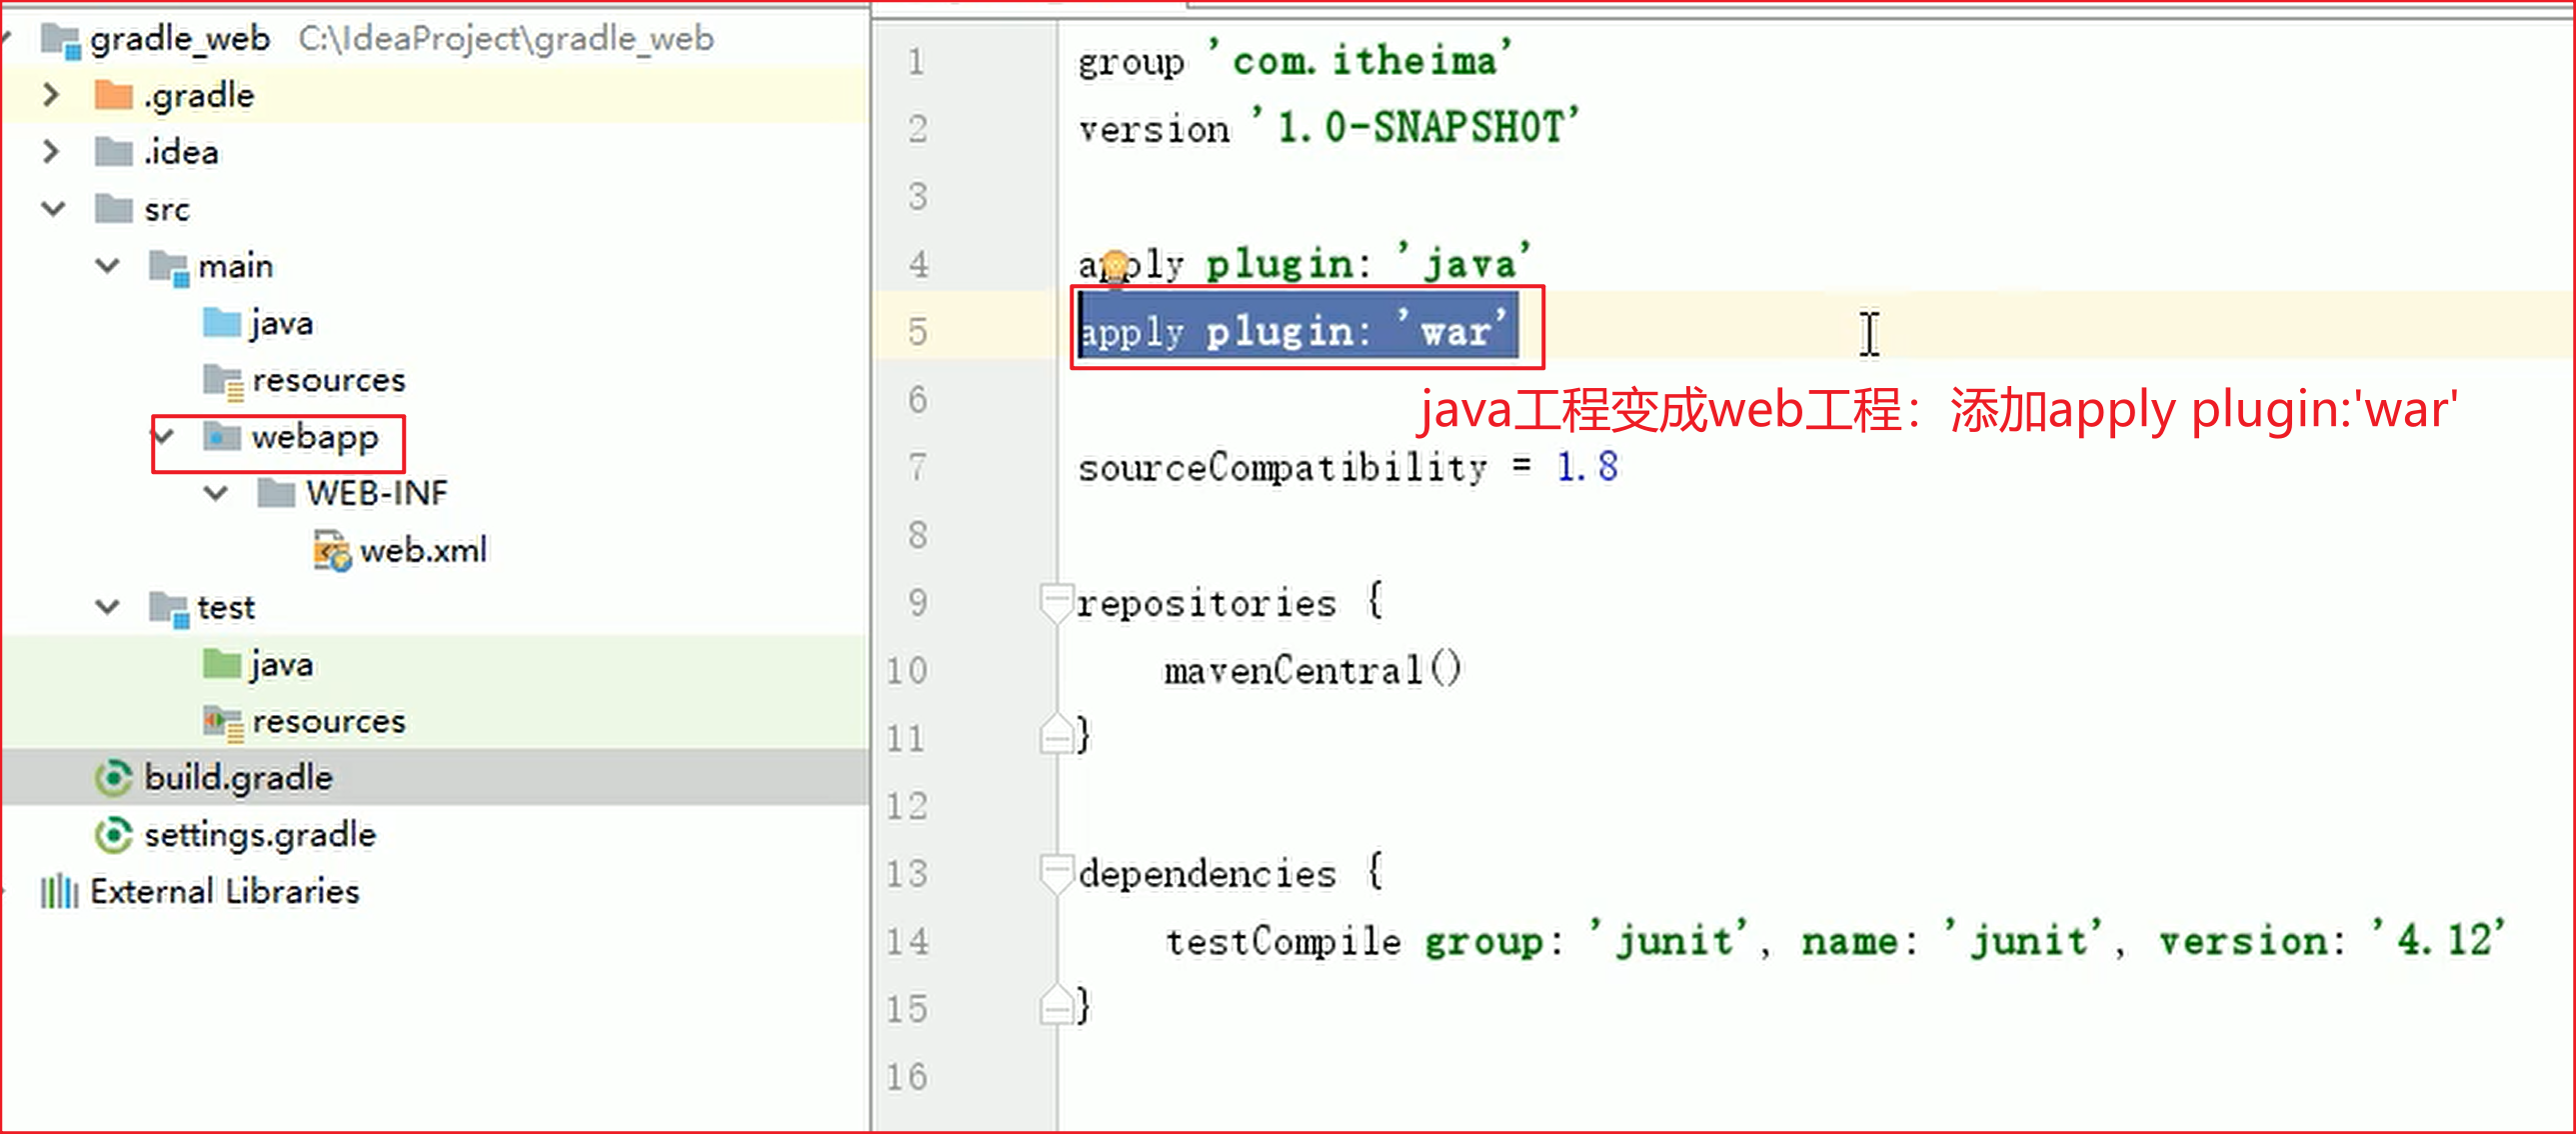 gradle_web C:\IdeaProject\gradle_web
.gradle
.idea
src
main
java
resources
webapp
WEB-INF
web.xml
test
java
resources
build.gradle
settings.gradle
External Libraries
1 group 'com.itheima'
2 version '1.0-SNAPSHOT'
3
4 apply plugin: 'java'
5 apply plugin: 'war'
6
java工程变成web工程：添加apply plugin:'war'
7 sourceCompatibility = 1.8
8
9 repositories {
10 mavenCentral()
11 }
12
13 dependencies {
14 testCompile group: 'junit', name: 'junit', version: '4.12'
15 }
16